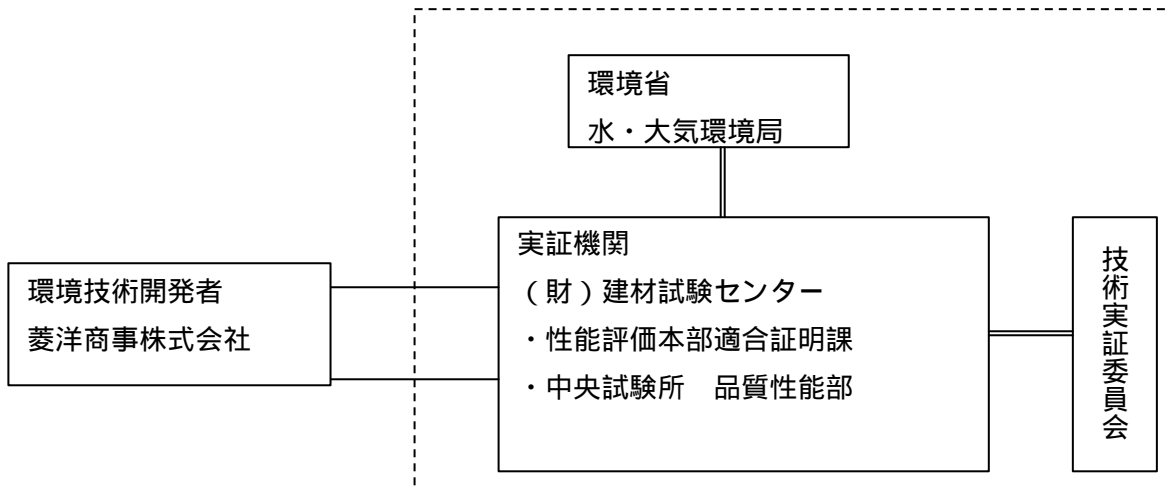 環境省
水・大気環境局
実証機関
(財)建材試験センター
・性能評価本部適合証明課
・中央試験所　品質性能部
環境技術開発者
菱洋商事株式会社
技術実証委員会